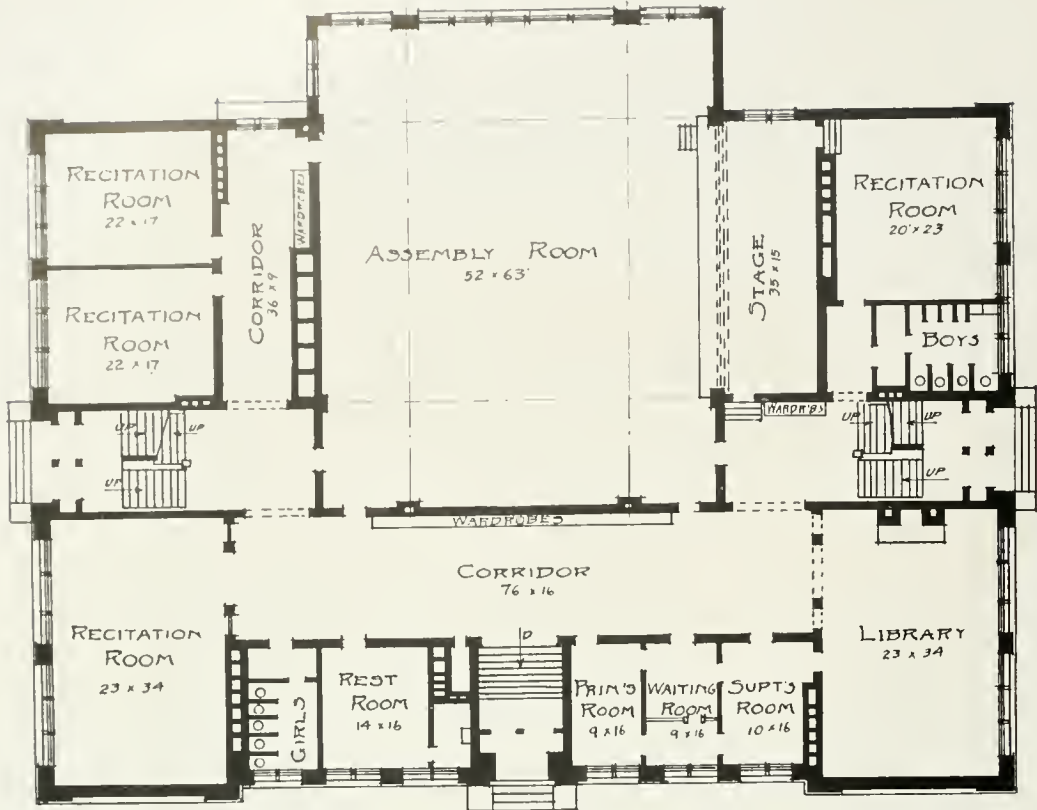 RECITATION
ROOM
22 x 17
RECITATION
ROOM
22 x 17
CORRIDOR
36 x 9
WARDROBES
ASSEMBLY ROOM
52 x 63'
STAGE
35 x 15
RECITATION
ROOM
20' x 23
BOYS
WARDR'BS
UP
UP
UP
UP
UP
UP
WARDROBES
CORRIDOR
76 x 16
RECITATION
ROOM
23 x 34
GIRLS
REST
ROOM
14 x 16
D
PRIN'S
ROOM
9 x 16
WAITING
ROOM
9 x 16
SUPT'S
ROOM
10 x 16
LIBRARY
23 x 34